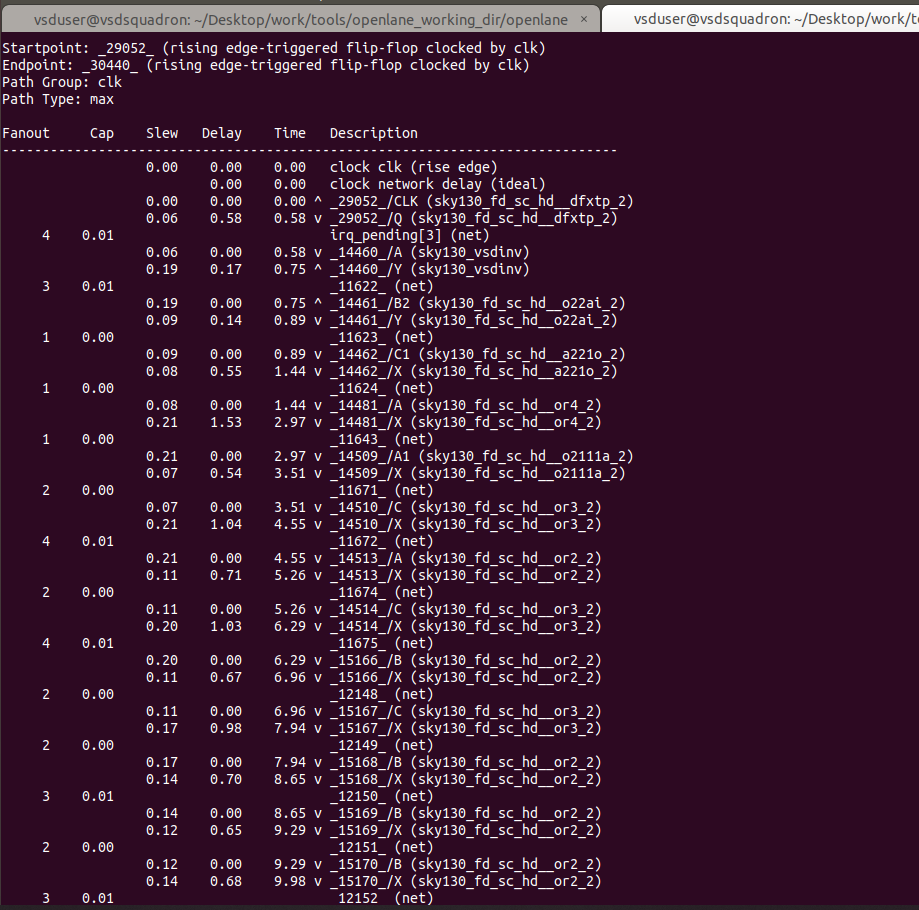 vsduser@vsdsquadron: ~/Desktop/work/tools/openlane_working_dir/openlane × vsduser@vsdsquadron: ~/Desktop/work/to
Startpoint: _29052_ (rising edge-triggered flip-flop clocked by clk)
Endpoint: _30440_ (rising edge-triggered flip-flop clocked by clk)
Path Group: clk
Path Type: max
Fanout     Cap    Slew   Delay    Time   Description
-----------------------------------------------------------------------------
                  0.00    0.00    0.00   clock clk (rise edge)
                          0.00    0.00   clock network delay (ideal)
                  0.00    0.00    0.00 ^ _29052_/CLK (sky130_fd_sc_hd__dfxtp_2)
                  0.06    0.58    0.58 v _29052_/Q (sky130_fd_sc_hd__dfxtp_2)
     4    0.01                           irq_pending[3] (net)
                  0.06    0.00    0.58 v _14460_/A (sky130_vsdinv)
                  0.19    0.17    0.75 ^ _14460_/Y (sky130_vsdinv)
     3    0.01                           _11622_ (net)
                  0.19    0.00    0.75 ^ _14461_/B2 (sky130_fd_sc_hd__o22ai_2)
                  0.09    0.14    0.89 v _14461_/Y (sky130_fd_sc_hd__o22ai_2)
     1    0.00                           _11623_ (net)
                  0.09    0.00    0.89 v _14462_/C1 (sky130_fd_sc_hd__a221o_2)
                  0.08    0.55    1.44 v _14462_/X (sky130_fd_sc_hd__a221o_2)
     1    0.00                           _11624_ (net)
                  0.08    0.00    1.44 v _14481_/A (sky130_fd_sc_hd__or4_2)
                  0.21    1.53    2.97 v _14481_/X (sky130_fd_sc_hd__or4_2)
     1    0.00                           _11643_ (net)
                  0.21    0.00    2.97 v _14509_/A1 (sky130_fd_sc_hd__o2111a_2)
                  0.07    0.54    3.51 v _14509_/X (sky130_fd_sc_hd__o2111a_2)
     2    0.00                           _11671_ (net)
                  0.07    0.00    3.51 v _14510_/C (sky130_fd_sc_hd__or3_2)
                  0.21    1.04    4.55 v _14510_/X (sky130_fd_sc_hd__or3_2)
     4    0.01                           _11672_ (net)
                  0.21    0.00    4.55 v _14513_/A (sky130_fd_sc_hd__or2_2)
                  0.11    0.71    5.26 v _14513_/X (sky130_fd_sc_hd__or2_2)
     2    0.00                           _11674_ (net)
                  0.11    0.00    5.26 v _14514_/C (sky130_fd_sc_hd__or3_2)
                  0.20    1.03    6.29 v _14514_/X (sky130_fd_sc_hd__or3_2)
     4    0.01                           _11675_ (net)
                  0.20    0.00    6.29 v _15166_/B (sky130_fd_sc_hd__or2_2)
                  0.11    0.67    6.96 v _15166_/X (sky130_fd_sc_hd__or2_2)
     2    0.00                           _12148_ (net)
                  0.11    0.00    6.96 v _15167_/C (sky130_fd_sc_hd__or3_2)
                  0.17    0.98    7.94 v _15167_/X (sky130_fd_sc_hd__or3_2)
     2    0.00                           _12149_ (net)
                  0.17    0.00    7.94 v _15168_/B (sky130_fd_sc_hd__or2_2)
                  0.14    0.70    8.65 v _15168_/X (sky130_fd_sc_hd__or2_2)
     3    0.01                           _12150_ (net)
                  0.14    0.00    8.65 v _15169_/B (sky130_fd_sc_hd__or2_2)
                  0.12    0.65    9.29 v _15169_/X (sky130_fd_sc_hd__or2_2)
     2    0.00                           _12151_ (net)
                  0.12    0.00    9.29 v _15170_/B (sky130_fd_sc_hd__or2_2)
                  0.14    0.68    9.98 v _15170_/X (sky130_fd_sc_hd__or2_2)
     3    0.01                           _12152_ (net)